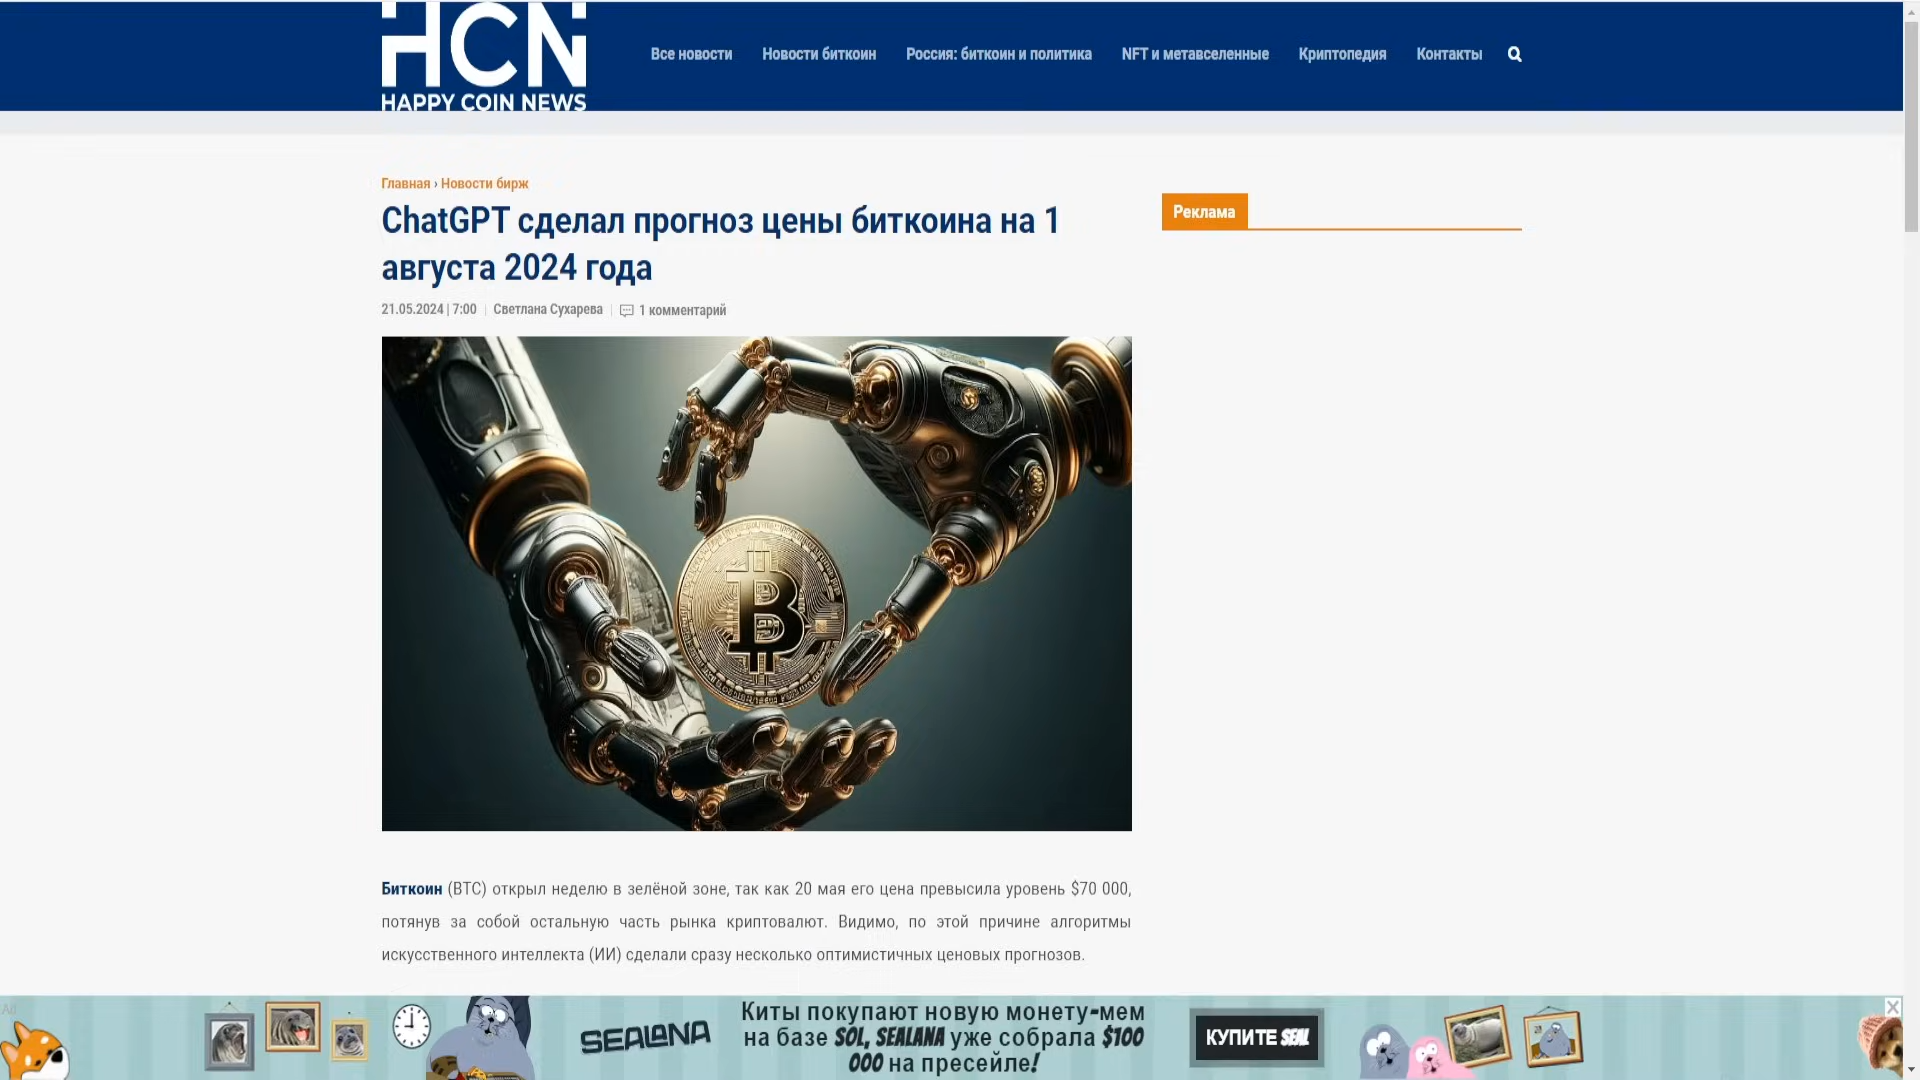 HCN
HAPPY COIN NEWS
Все новости Новости биткоин Россия: биткоин и политика NFT и метавселенные Криптопедия Контакты
Главная › Новости бирж
ChatGPT сделал прогноз цены биткоина на 1
августа 2024 года
21.05.2024 | 7:00 Светлана Сухарева 1 комментарий
Реклама
Биткоин (BTC) открыл неделю в зелёной зоне, так как 20 мая его цена превысила уровень $70 000,
потянув за собой остальную часть рынка криптовалют. Видимо, по этой причине алгоритмы
искусственного интеллекта (ИИ) сделали сразу несколько оптимистичных ценовых прогнозов.
Ad
SEALANA
Киты покупают новую монету-мем
на базе SOL, SEALANA уже собрала $100
000 на пресейле!
КУПИТЕ SEAL